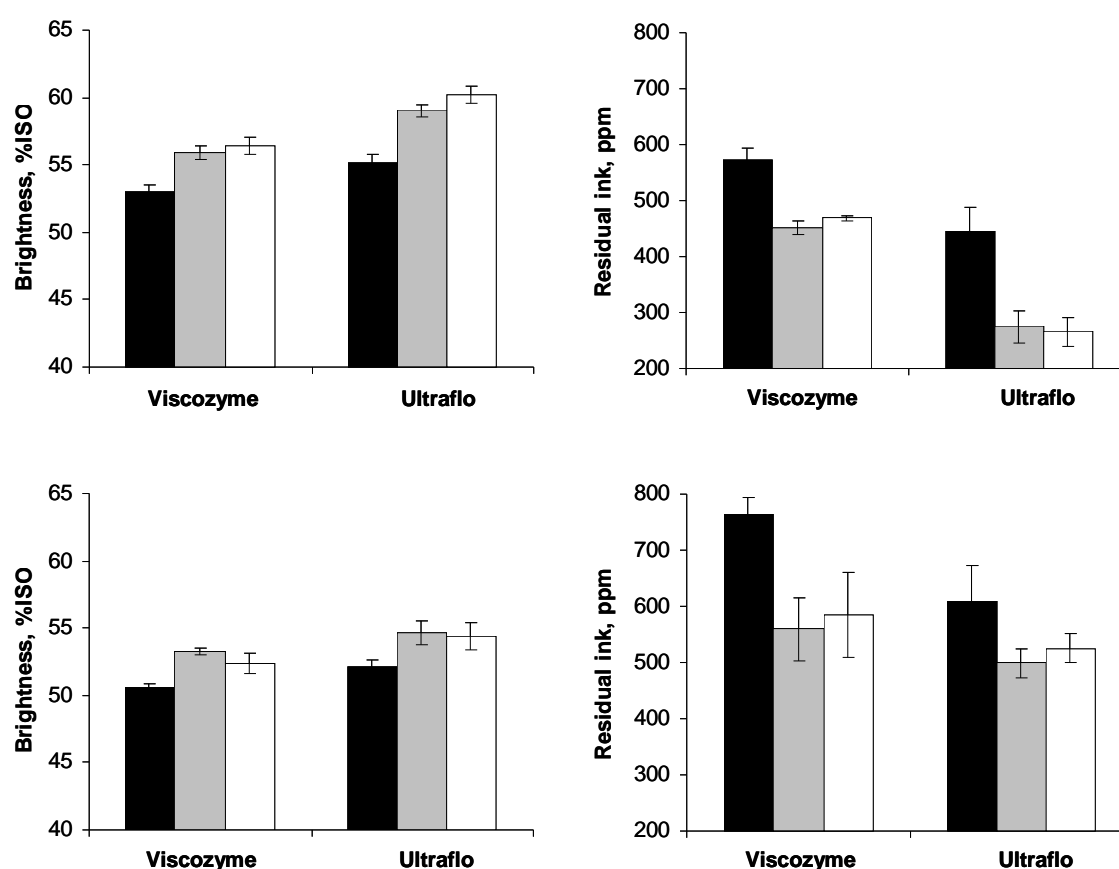 Brightness, %ISO
65
60
55
50
45
40
Viscozyme
Ultraflo
Residual ink, ppm
800
700
600
500
400
300
200
Viscozyme
Ultraflo
Brightness, %ISO
65
60
55
50
45
40
Viscozyme
Ultraflo
Residual ink, ppm
800
700
600
500
400
300
200
Viscozyme
Ultraflo